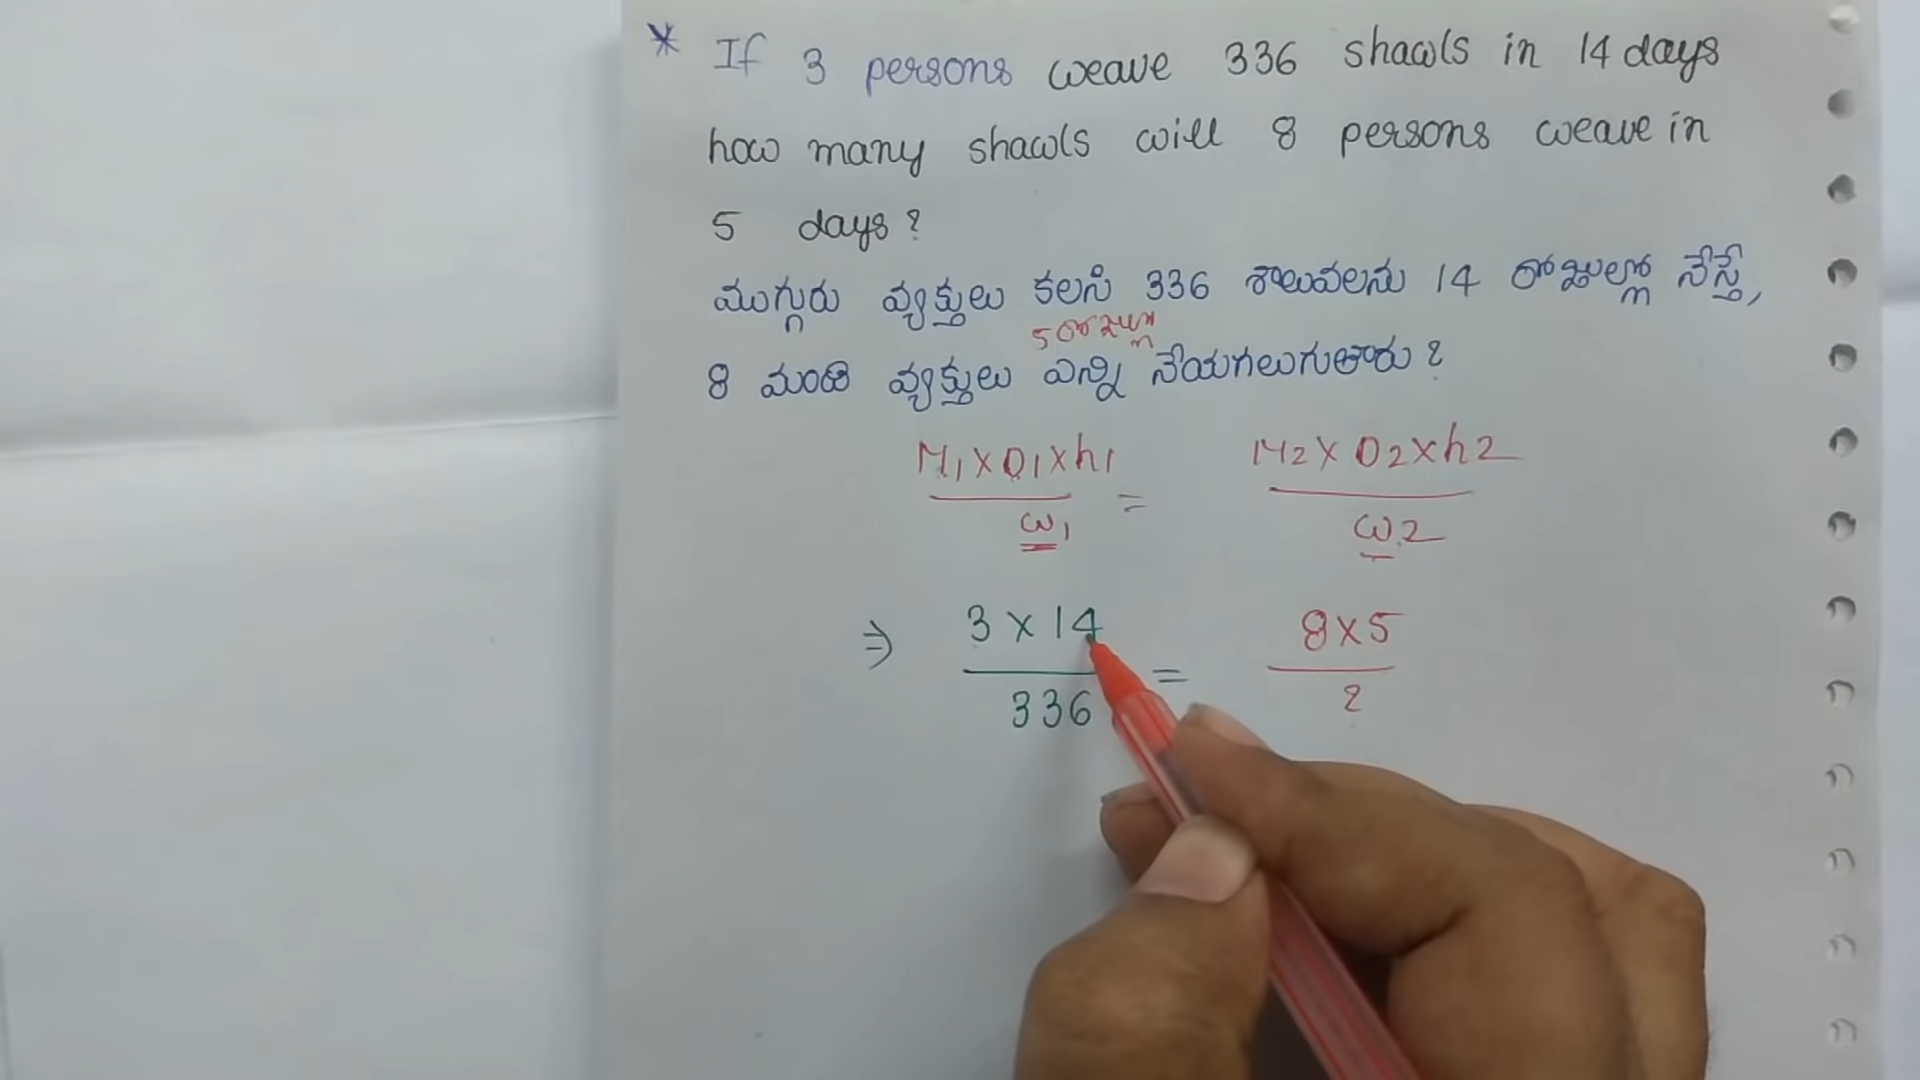 * If 3 persons weave 336 shawls in 14 days
how many shawls will 8 persons weave in
5 days?
ముగ్గురు వ్యక్తులు కలసి 336 శాలువలను 14 రోజుల్లో నేస్తే,
5 రోజుల్లో
8 మంది వ్యక్తులు ఎన్ని నేయగలుగుతారు?
M1 x D1 x h1 = M2 x D2 x h2
w1 w2
⇒ 3 x 14 = 8 x 5
336 ?